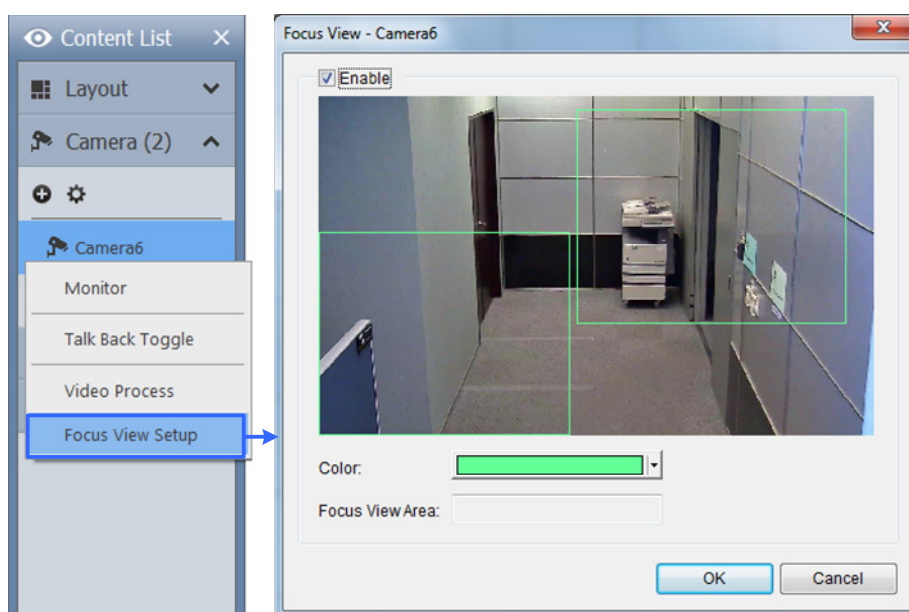 Content List
Layout
Camera (2)
Camera6
Monitor
Talk Back Toggle
Video Process
Focus View Setup
Focus View - Camera6
Enable
Color:
Focus View Area:
OK
Cancel